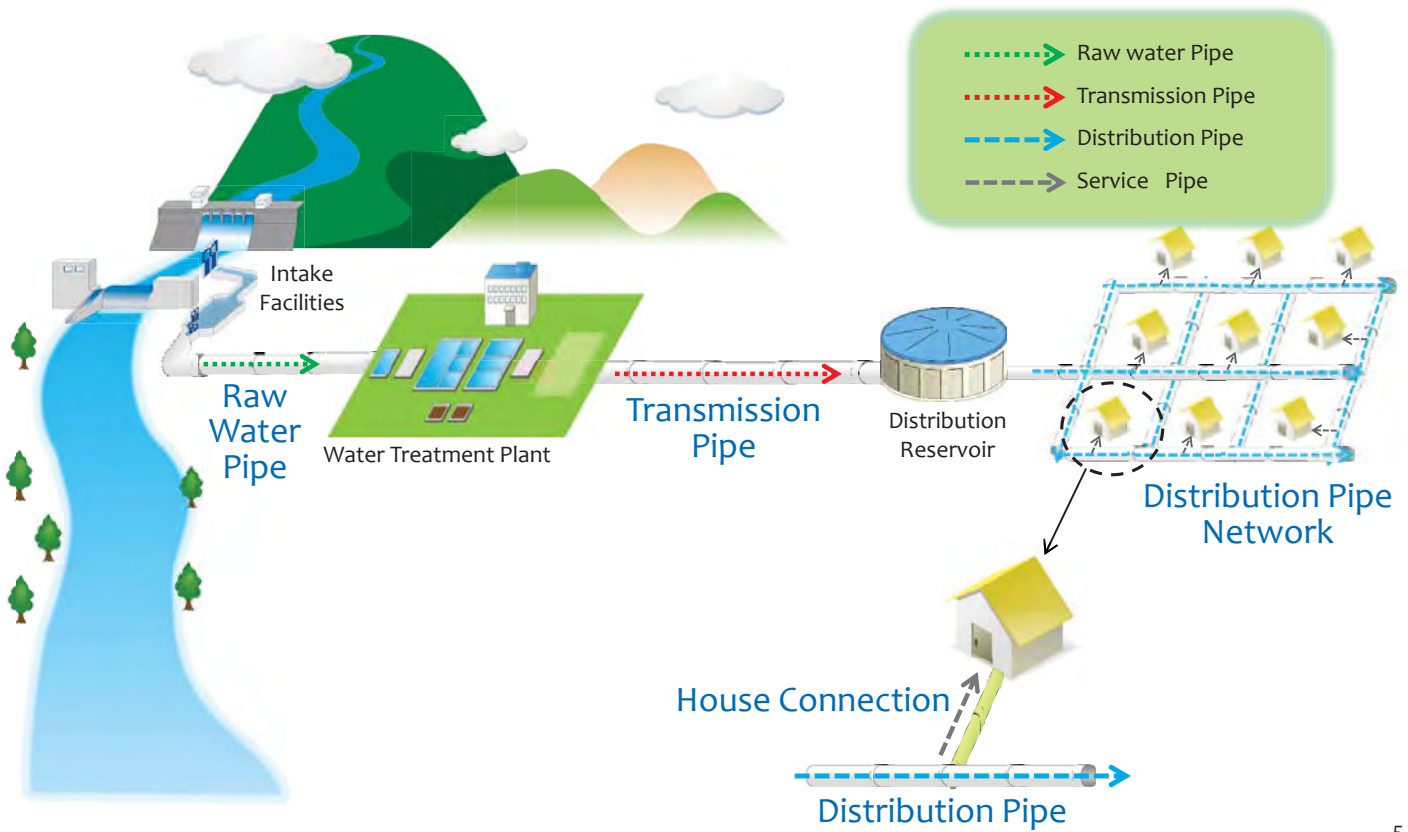 Raw water Pipe
Transmission Pipe
Distribution Pipe
Service Pipe
Intake
Facilities
Raw
Water
Pipe
Water Treatment Plant
Transmission
Pipe
Distribution
Reservoir
Distribution Pipe
Network
House Connection
Distribution Pipe
5